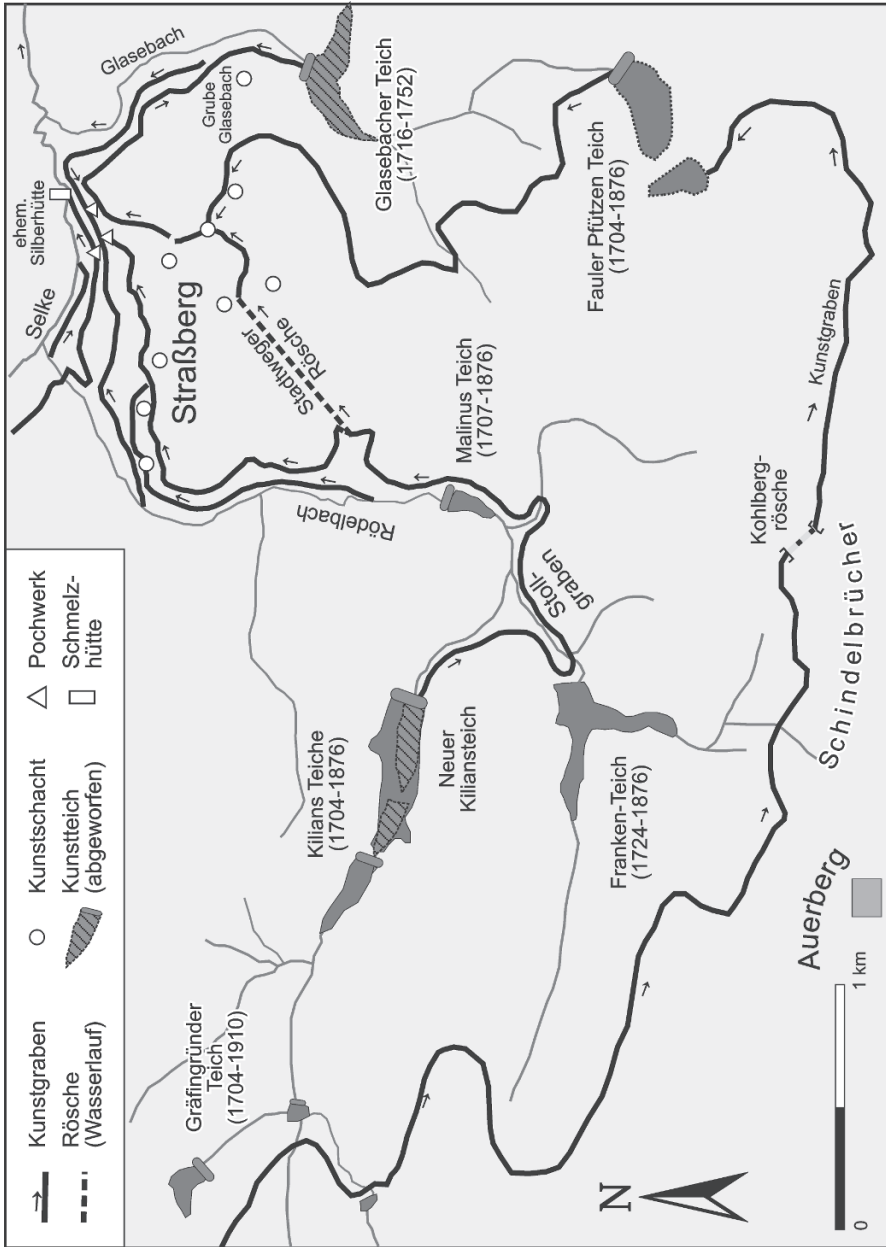 Kunstgraben
Rösche
(Wasserlauf)
Kunstschacht
Kunstteich
(abgeworfen)
Pochwerk
Schmelz-
hütte
Selke
ehem.
Silberhütte
Glasebach
Grube
Glasebach
Straßberg
Glasebacher Teich
(1716-1752)
Stadtweger
Rösche
Rödelbach
Malinus Teich
(1707-1876)
Fauler Pfützen Teich
(1704-1876)
Gräfingründer
Teich
(1704-1910)
Kilians Teiche
(1704-1876)
Neuer
Kiliansteich
Stoll-
graben
Franken-Teich
(1724-1876)
Kohlberg-
rösche
Kunstgraben
Schindelbrücher
Auerberg
N
0
1 km